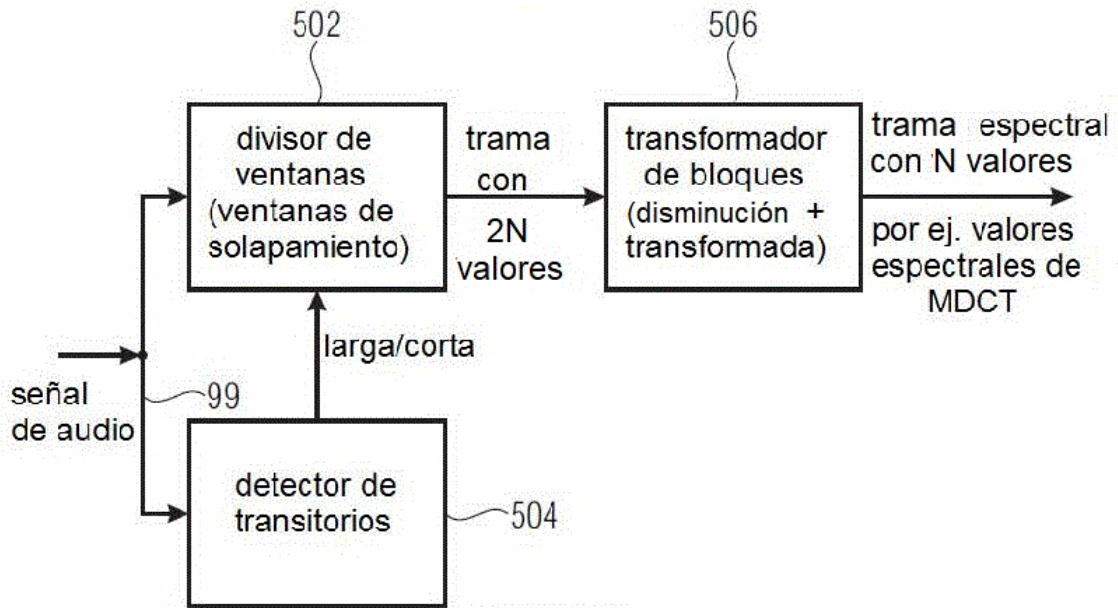 502
506
divisor de
ventanas
(ventanas de
solapamiento)
trama
con
2N
valores
transformador
de bloques
(disminución +
transformada)
trama espectral
con N valores
por ej. valores
espectrales de
MDCT
larga/corta
señal
de audio
99
detector de
transitorios
504